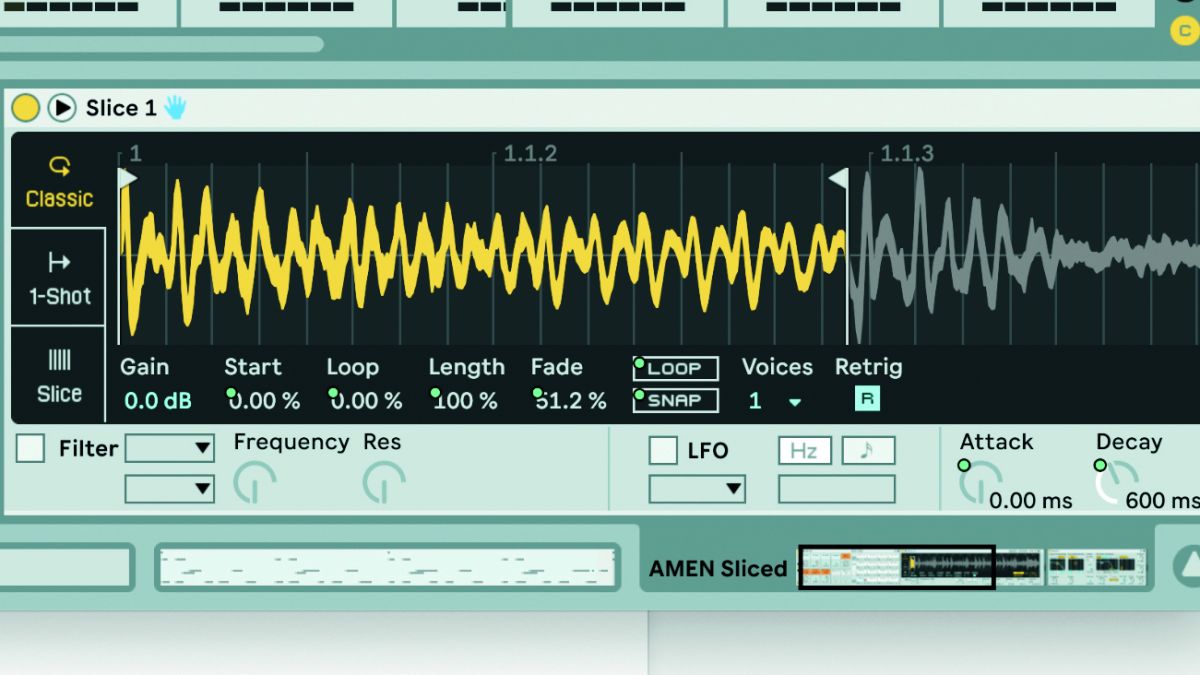 C
Slice 1
1 1.1.2 1.1.3
Classic
1-Shot
Slice
Gain Start Loop Length Fade LOOP Voices Retrig
0.0 dB 0.00 % 0.00 % 100 % 51.2 % SNAP 1 R
Filter Frequency Res LFO Hz Attack Decay
0.00 ms 600 ms
AMEN Sliced